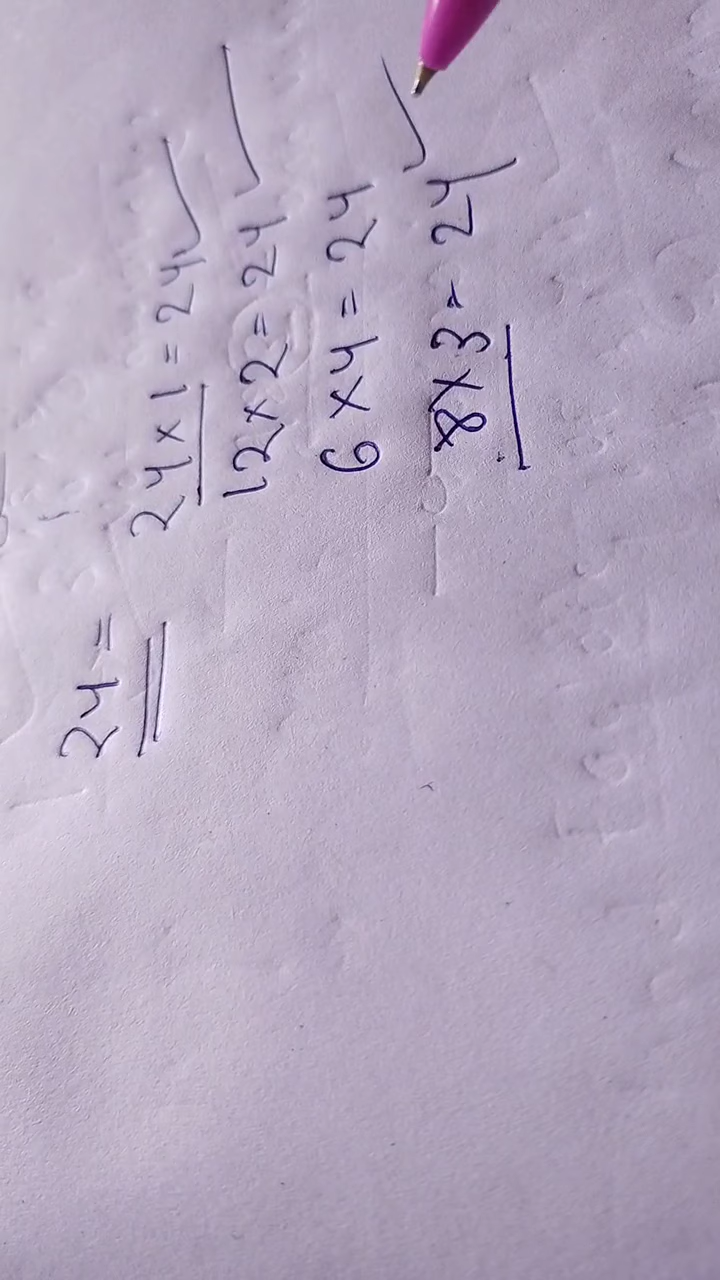 24 =
24 x 1 = 24
12 x 2 = 24
6 x 4 = 24
8 x 3 - 24